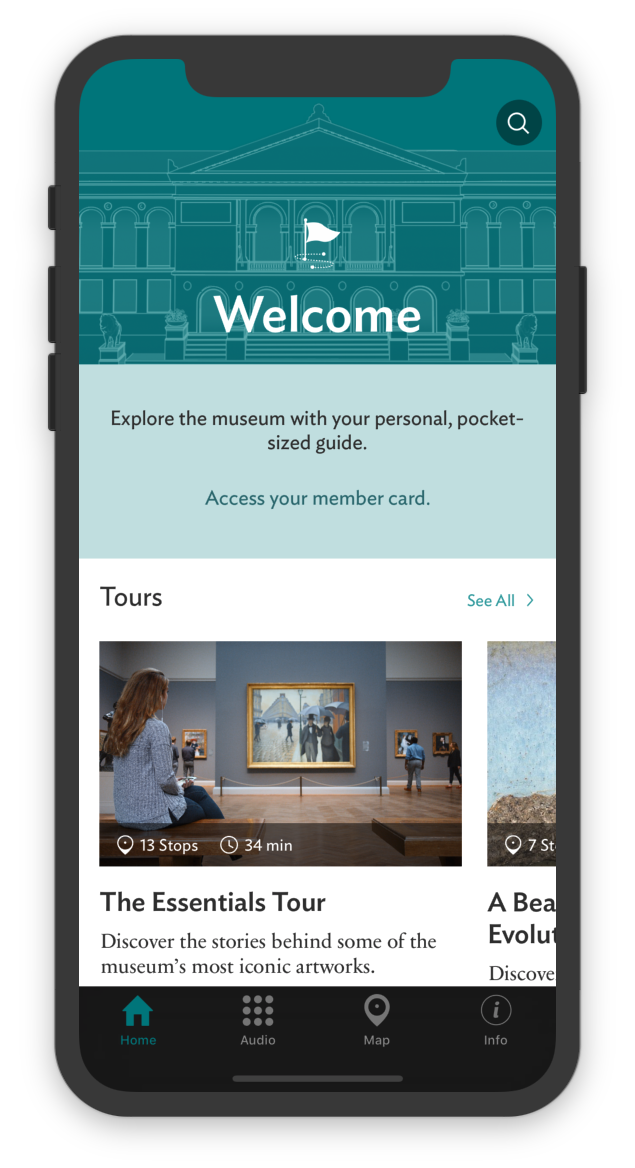 Welcome
Explore the museum with your personal, pocket-
sized guide.
Access your member card.
Tours
See All
13 Stops
34 min
7 St
The Essentials Tour
Discover the stories behind some of the
museum's most iconic artworks.
A Bea
Evolut
Discove
Home
Audio
Map
Info